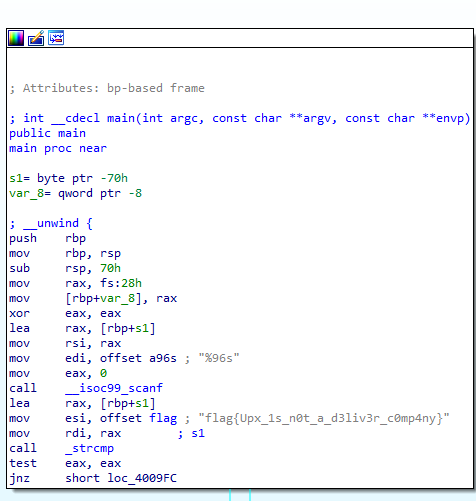 ; Attributes: bp-based frame
; int __cdecl main(int argc, const char **argv, const char **envp)
public main
main proc near
s1= byte ptr -70h
var_8= qword ptr -8
; __unwind {
push rbp
mov rbp, rsp
sub rsp, 70h
mov rax, fs:28h
mov [rbp+var_8], rax
xor eax, eax
lea rax, [rbp+s1]
mov rsi, rax
mov edi, offset a96s ; "%96s"
mov eax, 0
call __isoc99_scanf
lea rax, [rbp+s1]
mov esi, offset flag ; "flag{Upx_1s_n0t_a_d3liv3r_c0mp4ny}"
mov rdi, rax ; s1
call _strcmp
test eax, eax
jnz short loc_4009FC